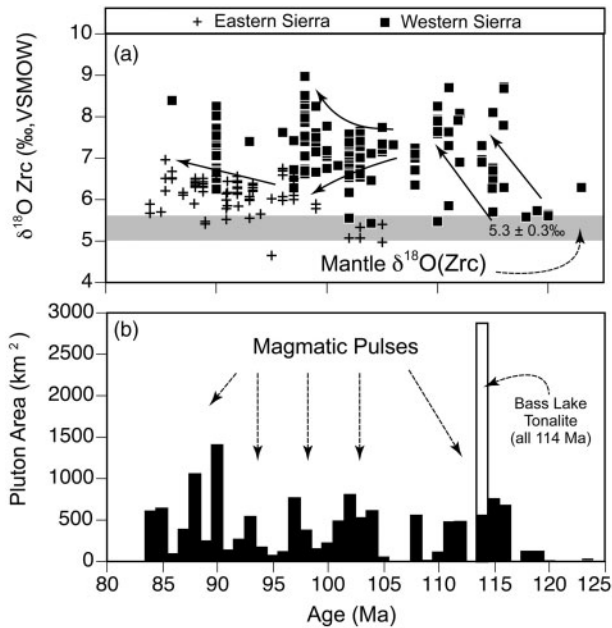 + Eastern Sierra ■ Western Sierra
(a)
δ¹⁸O Zrc (‰,VSMOW)
10
9
8
7
6
5
4
5.3 ± 0.3‰
Mantle δ¹⁸O(Zrc)
(b)
Pluton Area (km²)
3000
2500
2000
1500
1000
500
0
Magmatic Pulses
Bass Lake
Tonalite
(all 114 Ma)
80 85 90 95 100 105 110 115 120 125
Age (Ma)